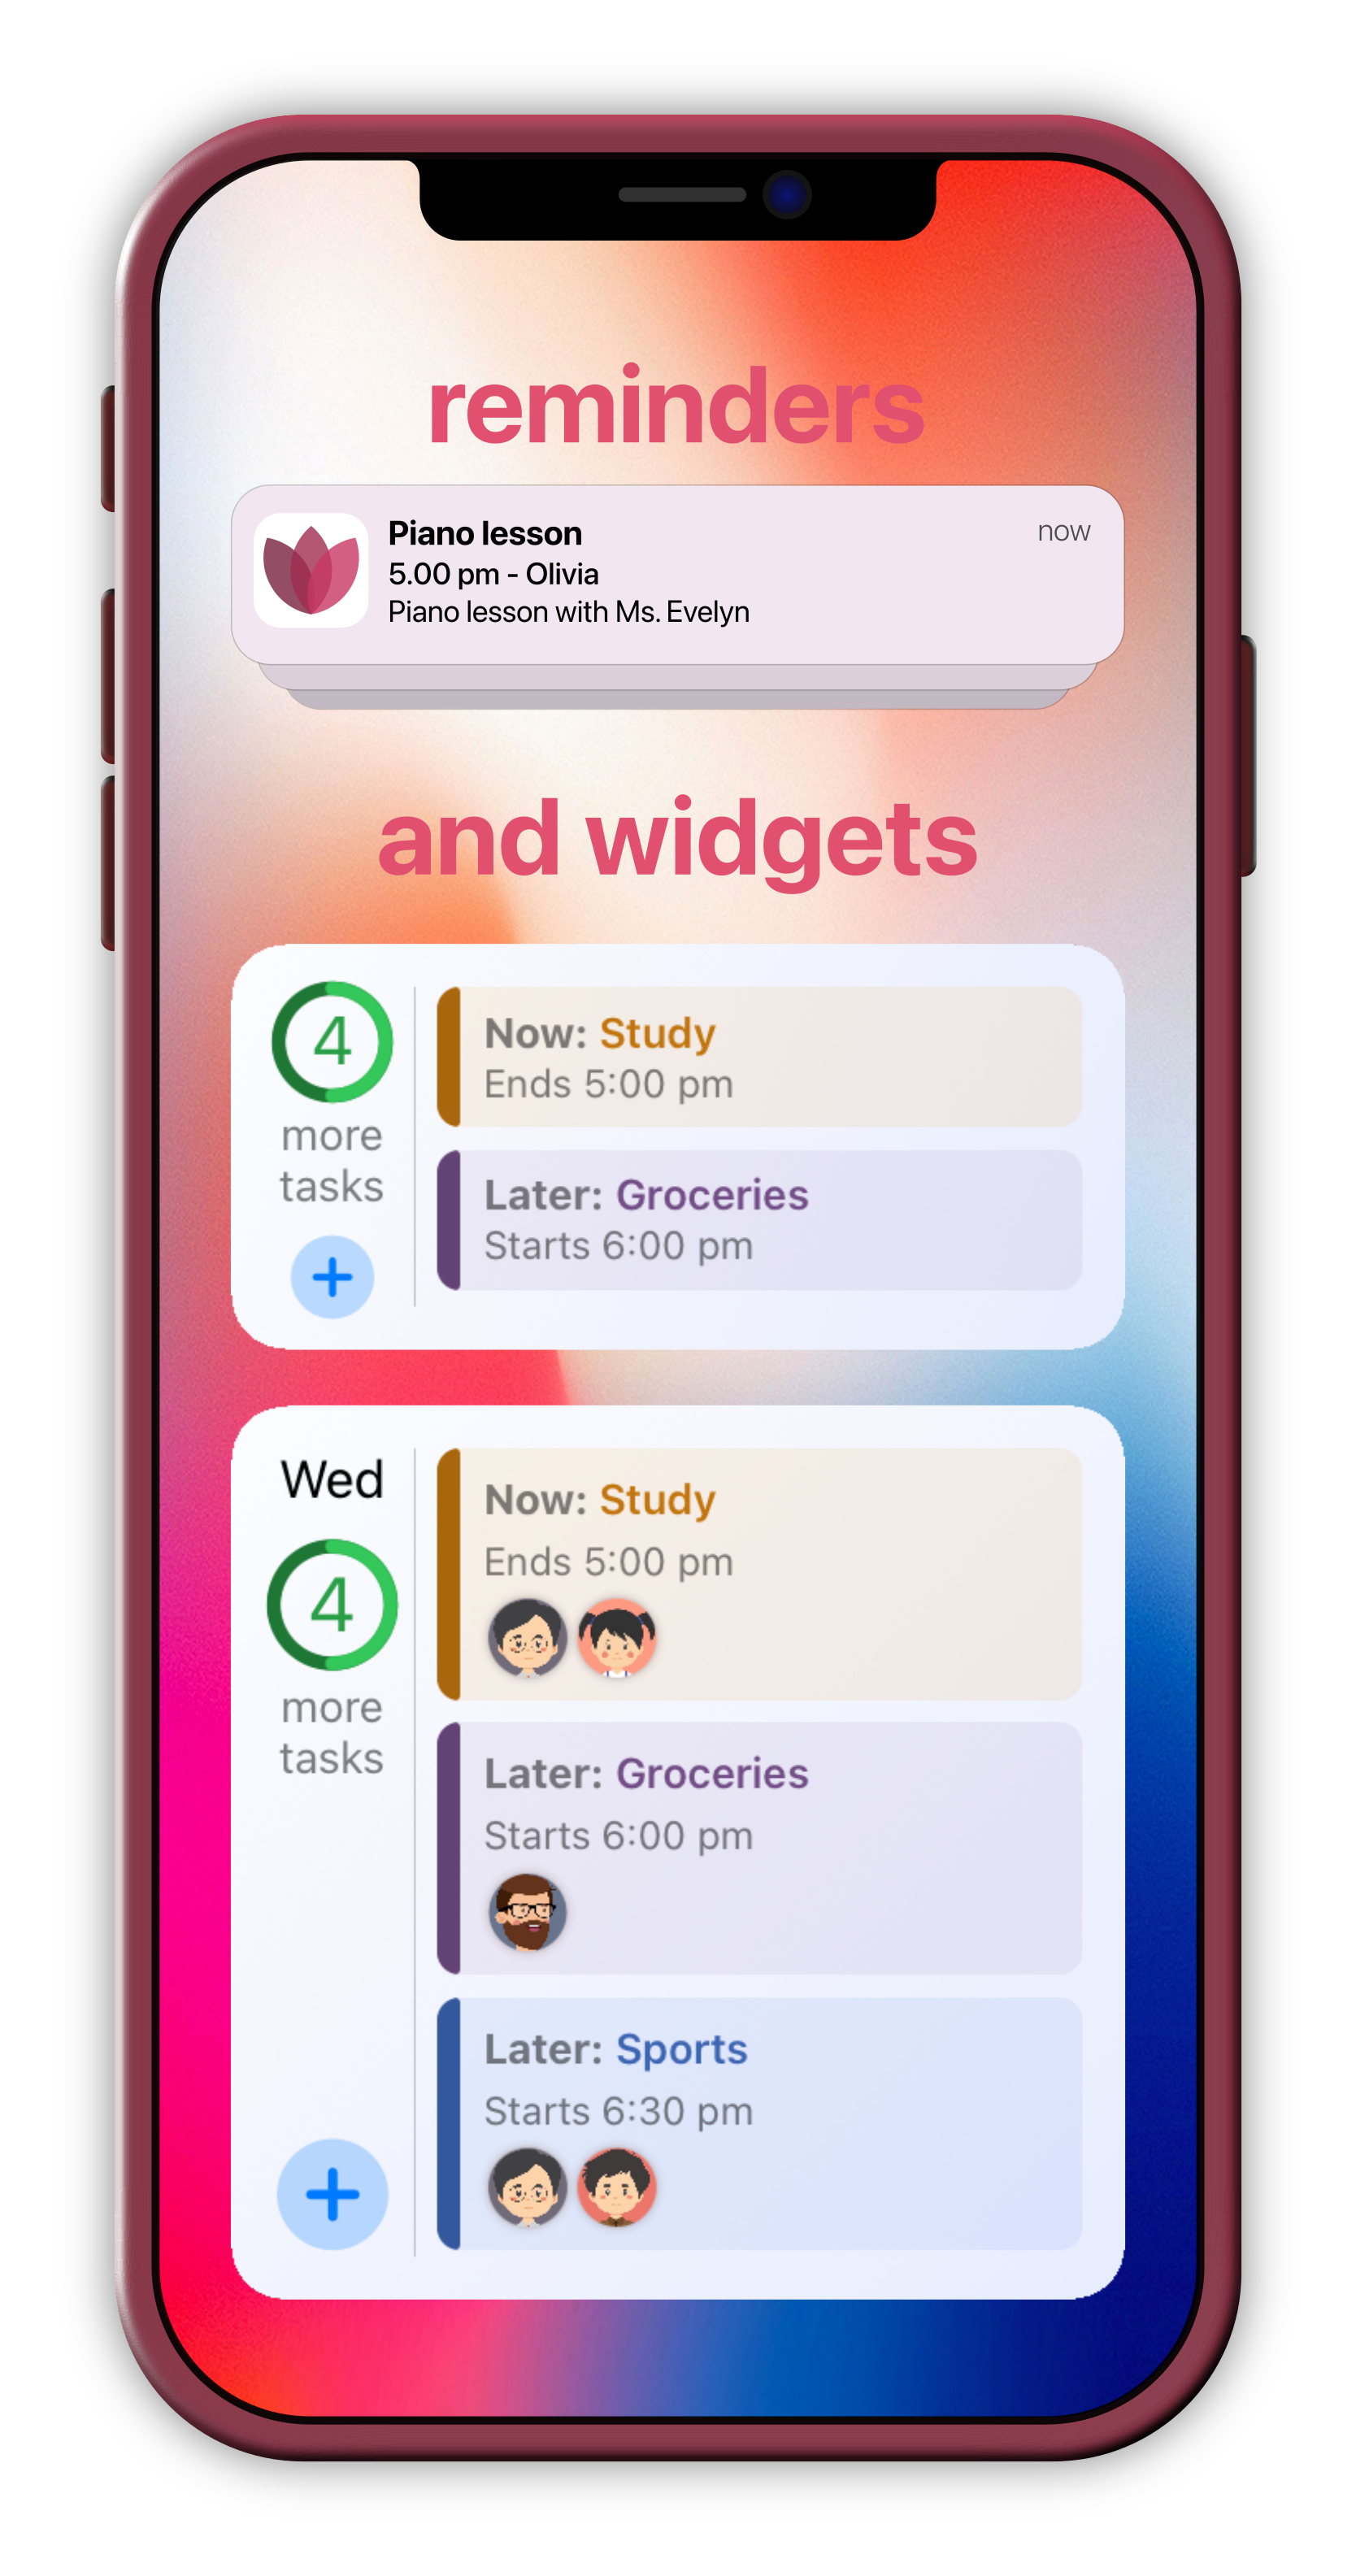 reminders
Piano lesson
now
5.00 pm - Olivia
Piano lesson with Ms. Evelyn
and widgets
4
more
tasks
Now: Study
Ends 5:00 pm
Later: Groceries
Starts 6:00 pm
Wed
4
more
tasks
Now: Study
Ends 5:00 pm
Later: Groceries
Starts 6:00 pm
Later: Sports
Starts 6:30 pm